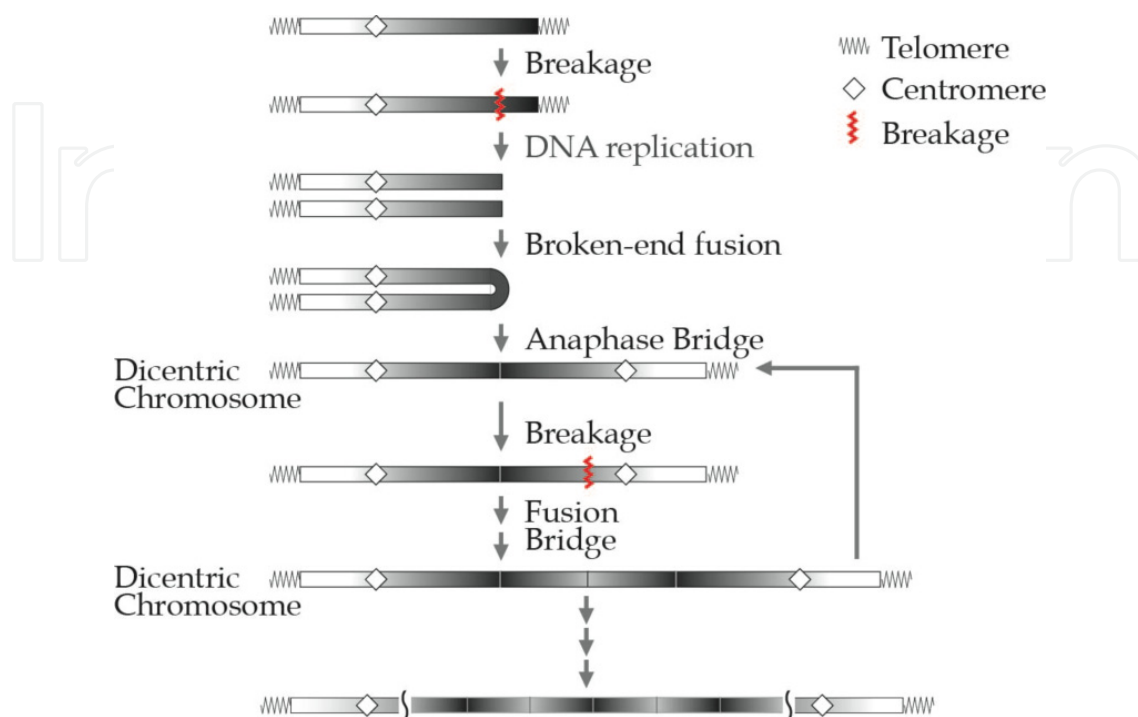 Telomere
Breakage
Centromere
Breakage
DNA replication
Broken-end fusion
Anaphase Bridge
Dicentric
Chromosome
Breakage
Fusion
Bridge
Dicentric
Chromosome